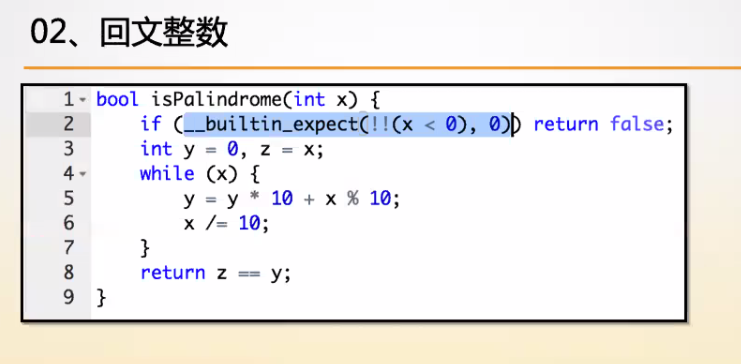 02、回文整数
1 bool isPalindrome(int x) {
2 if (__builtin_expect(!!(x < 0), 0)) return false;
3 int y = 0, z = x;
4 while (x) {
5 y = y * 10 + x % 10;
6 x /= 10;
7 }
8 return z == y;
9 }